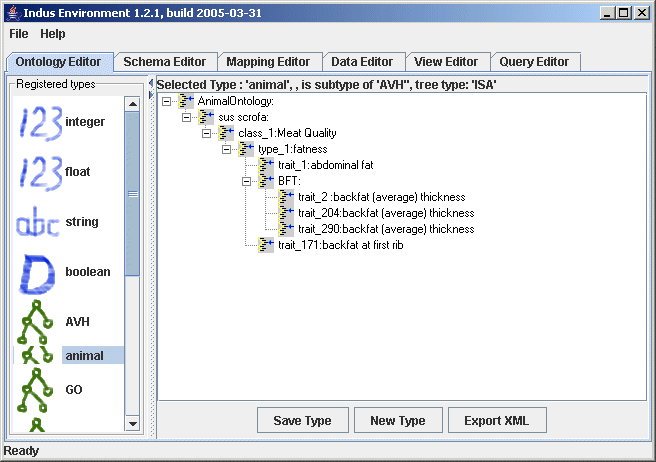 Indus Environment 1.2.1, build 2005-03-31
File Help
Ontology Editor Schema Editor Mapping Editor Data Editor View Editor Query Editor
Registered types
Selected Type : 'animal', , is subtype of 'AVH'', tree type: 'ISA'
123 integer
123 float
abc string
D boolean
AVH
animal
GO
AnimalOntology:
sus scrofa:
class_1:Meat Quality
type_1:fatness
trait_1:abdominal fat
BFT:
trait_2 :backfat (average) thickness
trait_204:backfat (average) thickness
trait_290:backfat (average) thickness
trait_171:backfat at first rib
Save Type New Type Export XML
Ready